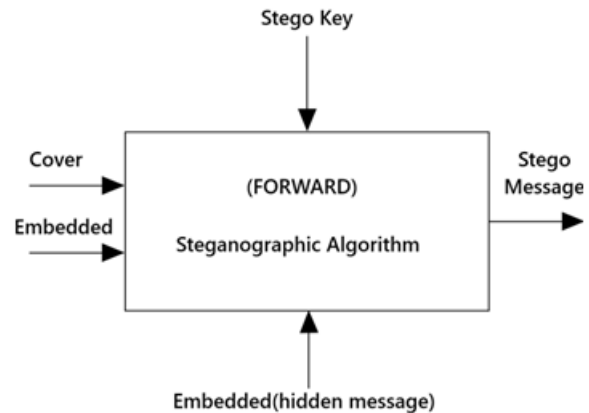 Stego Key
Cover
Embedded
(FORWARD)
Steganographic Algorithm
Stego
Message
Embedded(hidden message)